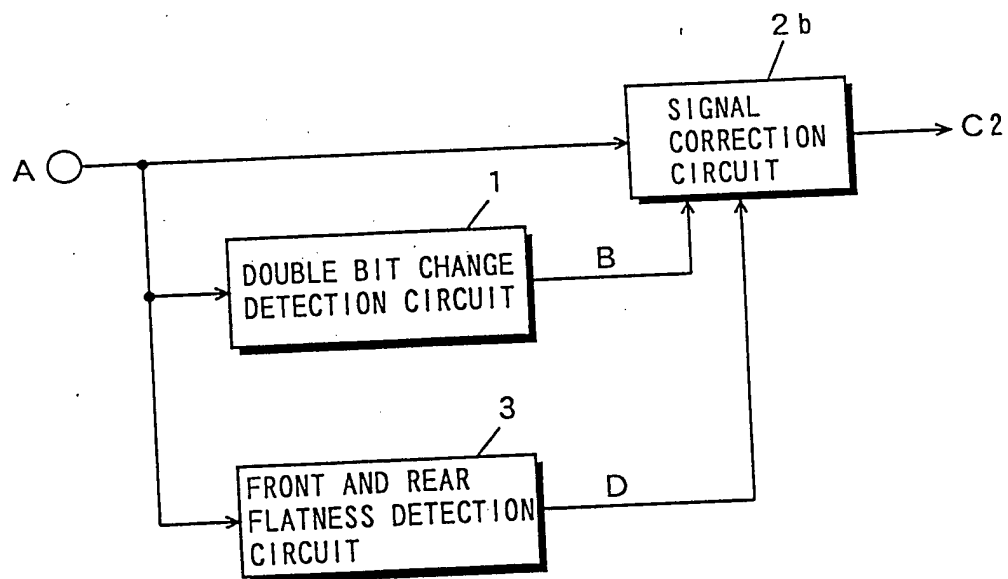 2b
SIGNAL
CORRECTION
CIRCUIT
C2
A
1
DOUBLE BIT CHANGE
DETECTION CIRCUIT
B
3
FRONT AND REAR
FLATNESS DETECTION
CIRCUIT
D